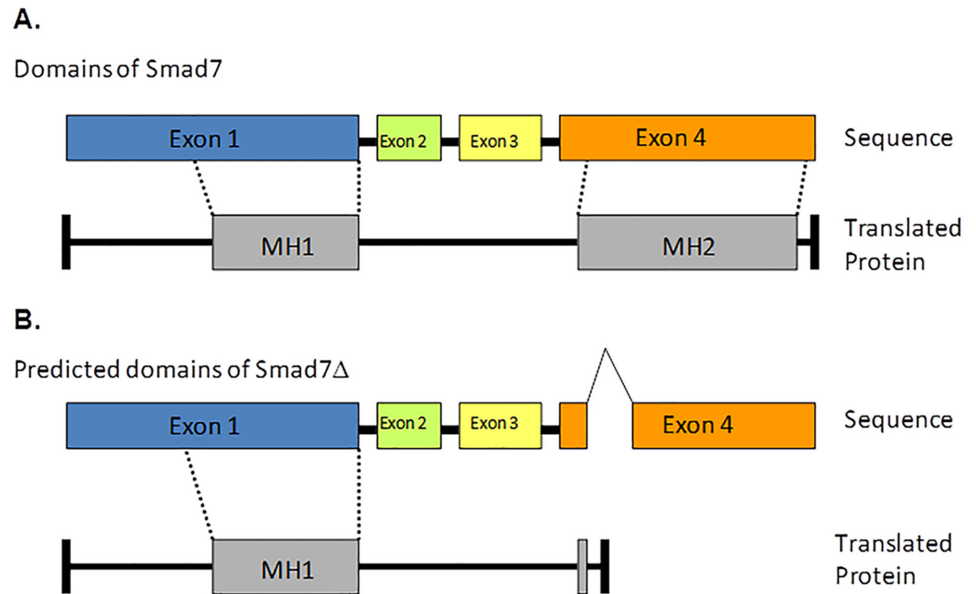 A.
Domains of Smad7
Exon 1
Exon 2
Exon 3
Exon 4
Sequence
MH1
MH2
Translated
Protein
B.
Predicted domains of Smad7Δ
Exon 1
Exon 2
Exon 3
Exon 4
Sequence
MH1
Translated
Protein